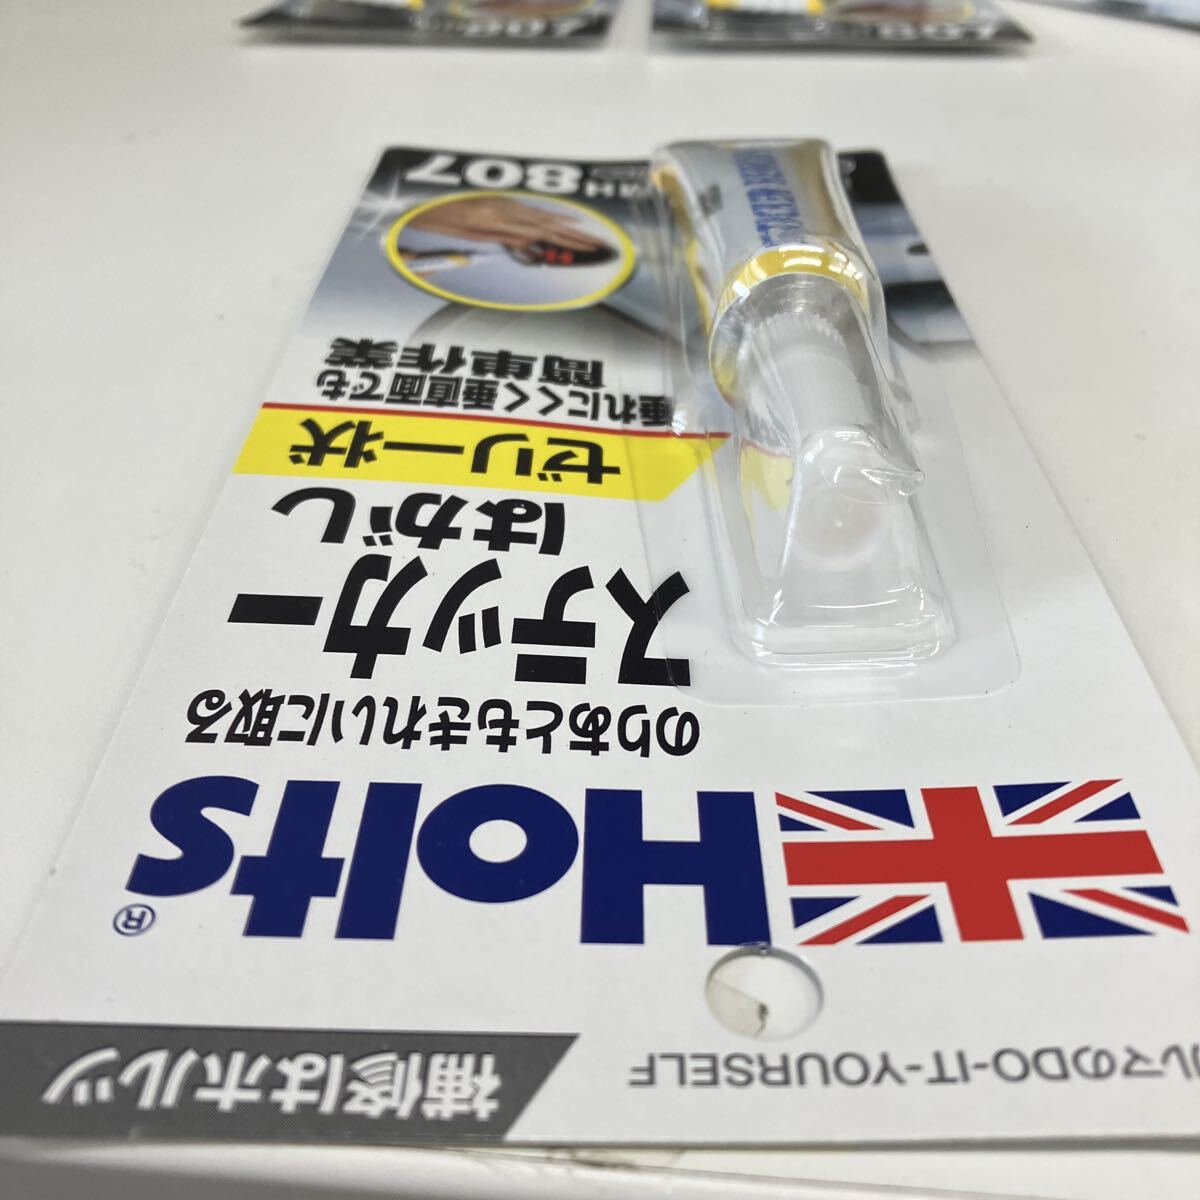 ルマのDO-IT-YOURSELF
補修はホルツ
Holts®
のりあともきれいに取る
ステッカー
はがし
ゼリー状
垂れにくく垂直面でも
簡単作業
MH807